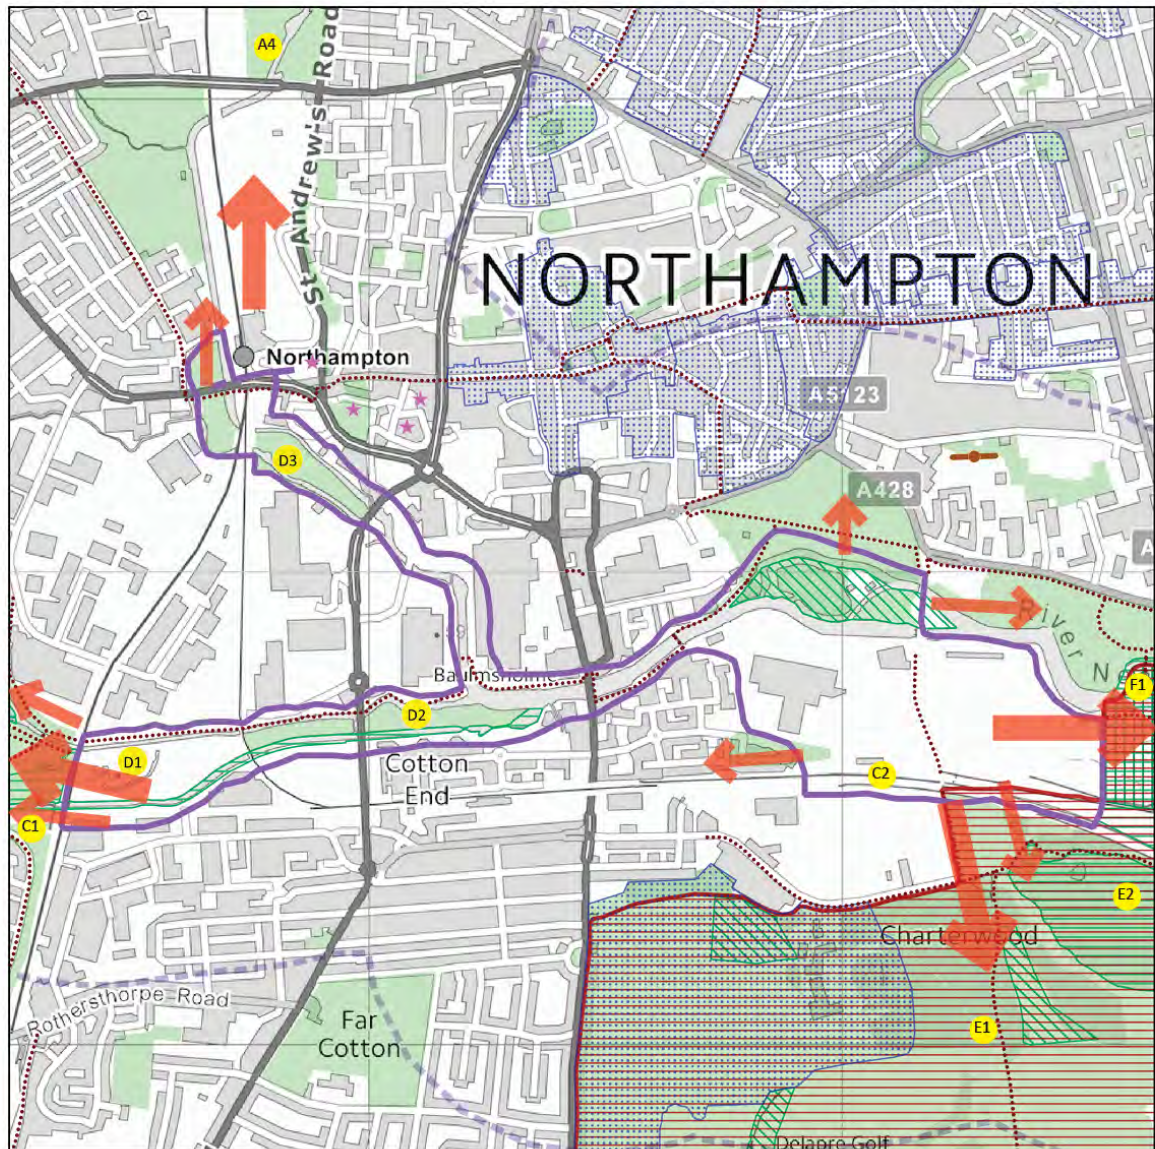 A4
St. Andrew's Road
NORTHAMPTON
Northampton
A5123
A428
A
D3
River Ne
F1
Baulmsholme
D2
D1
Cotton
End
C2
C1
E2
Charterwood
Rothersthorpe Road
Far
Cotton
E1
Delapre Golf